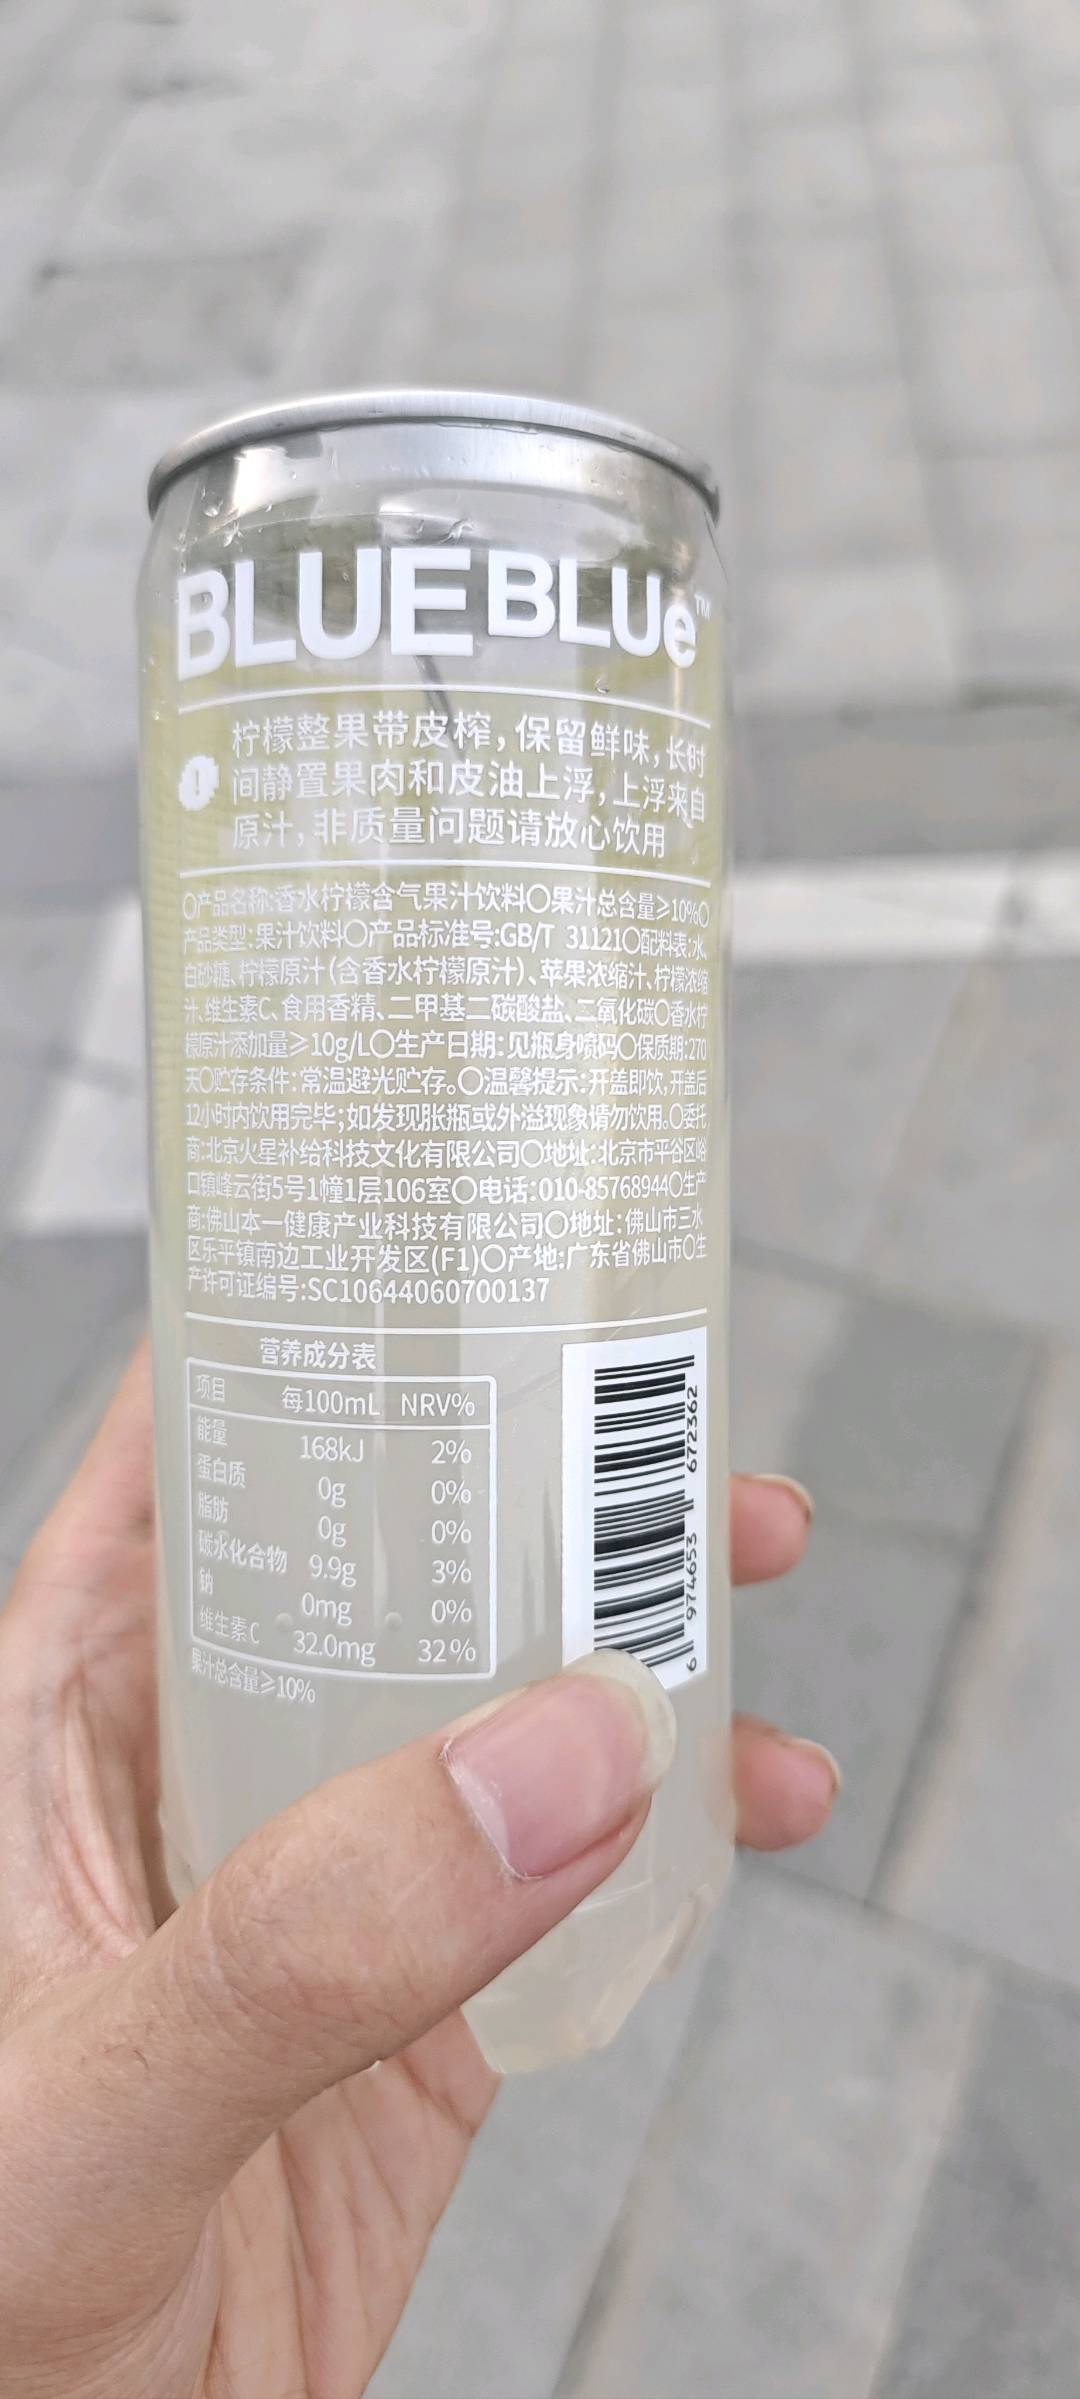 BLUEBLUe™
柠檬整果带皮榨，保留鲜味，长时
间静置果肉和皮油上浮，上浮来自
原汁，非质量问题请放心饮用
○产品名称:香水柠檬含气果汁饮料○果汁总含量≥10%○
产品类型：果汁饮料○产品标准号:GB/T 31121○配料表：水、
白砂糖、柠檬原汁（含香水柠檬原汁）、苹果浓缩汁、柠檬浓缩
汁、维生素C、食用香精、二甲基二碳酸盐、二氧化碳○香水柠
檬原汁添加量≥10g/L○生产日期：见瓶身喷码○保质期：270
天○贮存条件：常温避光贮存。○温馨提示：开盖即饮，开盖后
12小时内饮用完毕；如发现胀瓶或外溢现象请勿饮用。○委托
商：北京火星补给科技文化有限公司○地址：北京市平谷区峪
口镇峰云街5号1幢1层106室○电话：010-85768944○生产
商：佛山本一健康产业科技有限公司○地址：佛山市三水
区乐平镇南边工业开发区(F1)○产地:广东省佛山市○生
产许可证编号：SC10644060700137
营养成分表
项目 每100mL NRV%
能量 168kJ 2%
蛋白质 0g 0%
脂肪 0g 0%
碳水化合物 9.9g 3%
钠 0mg 0%
维生素C 32.0mg 32%
果汁总含量≥10%
6 974653 672362